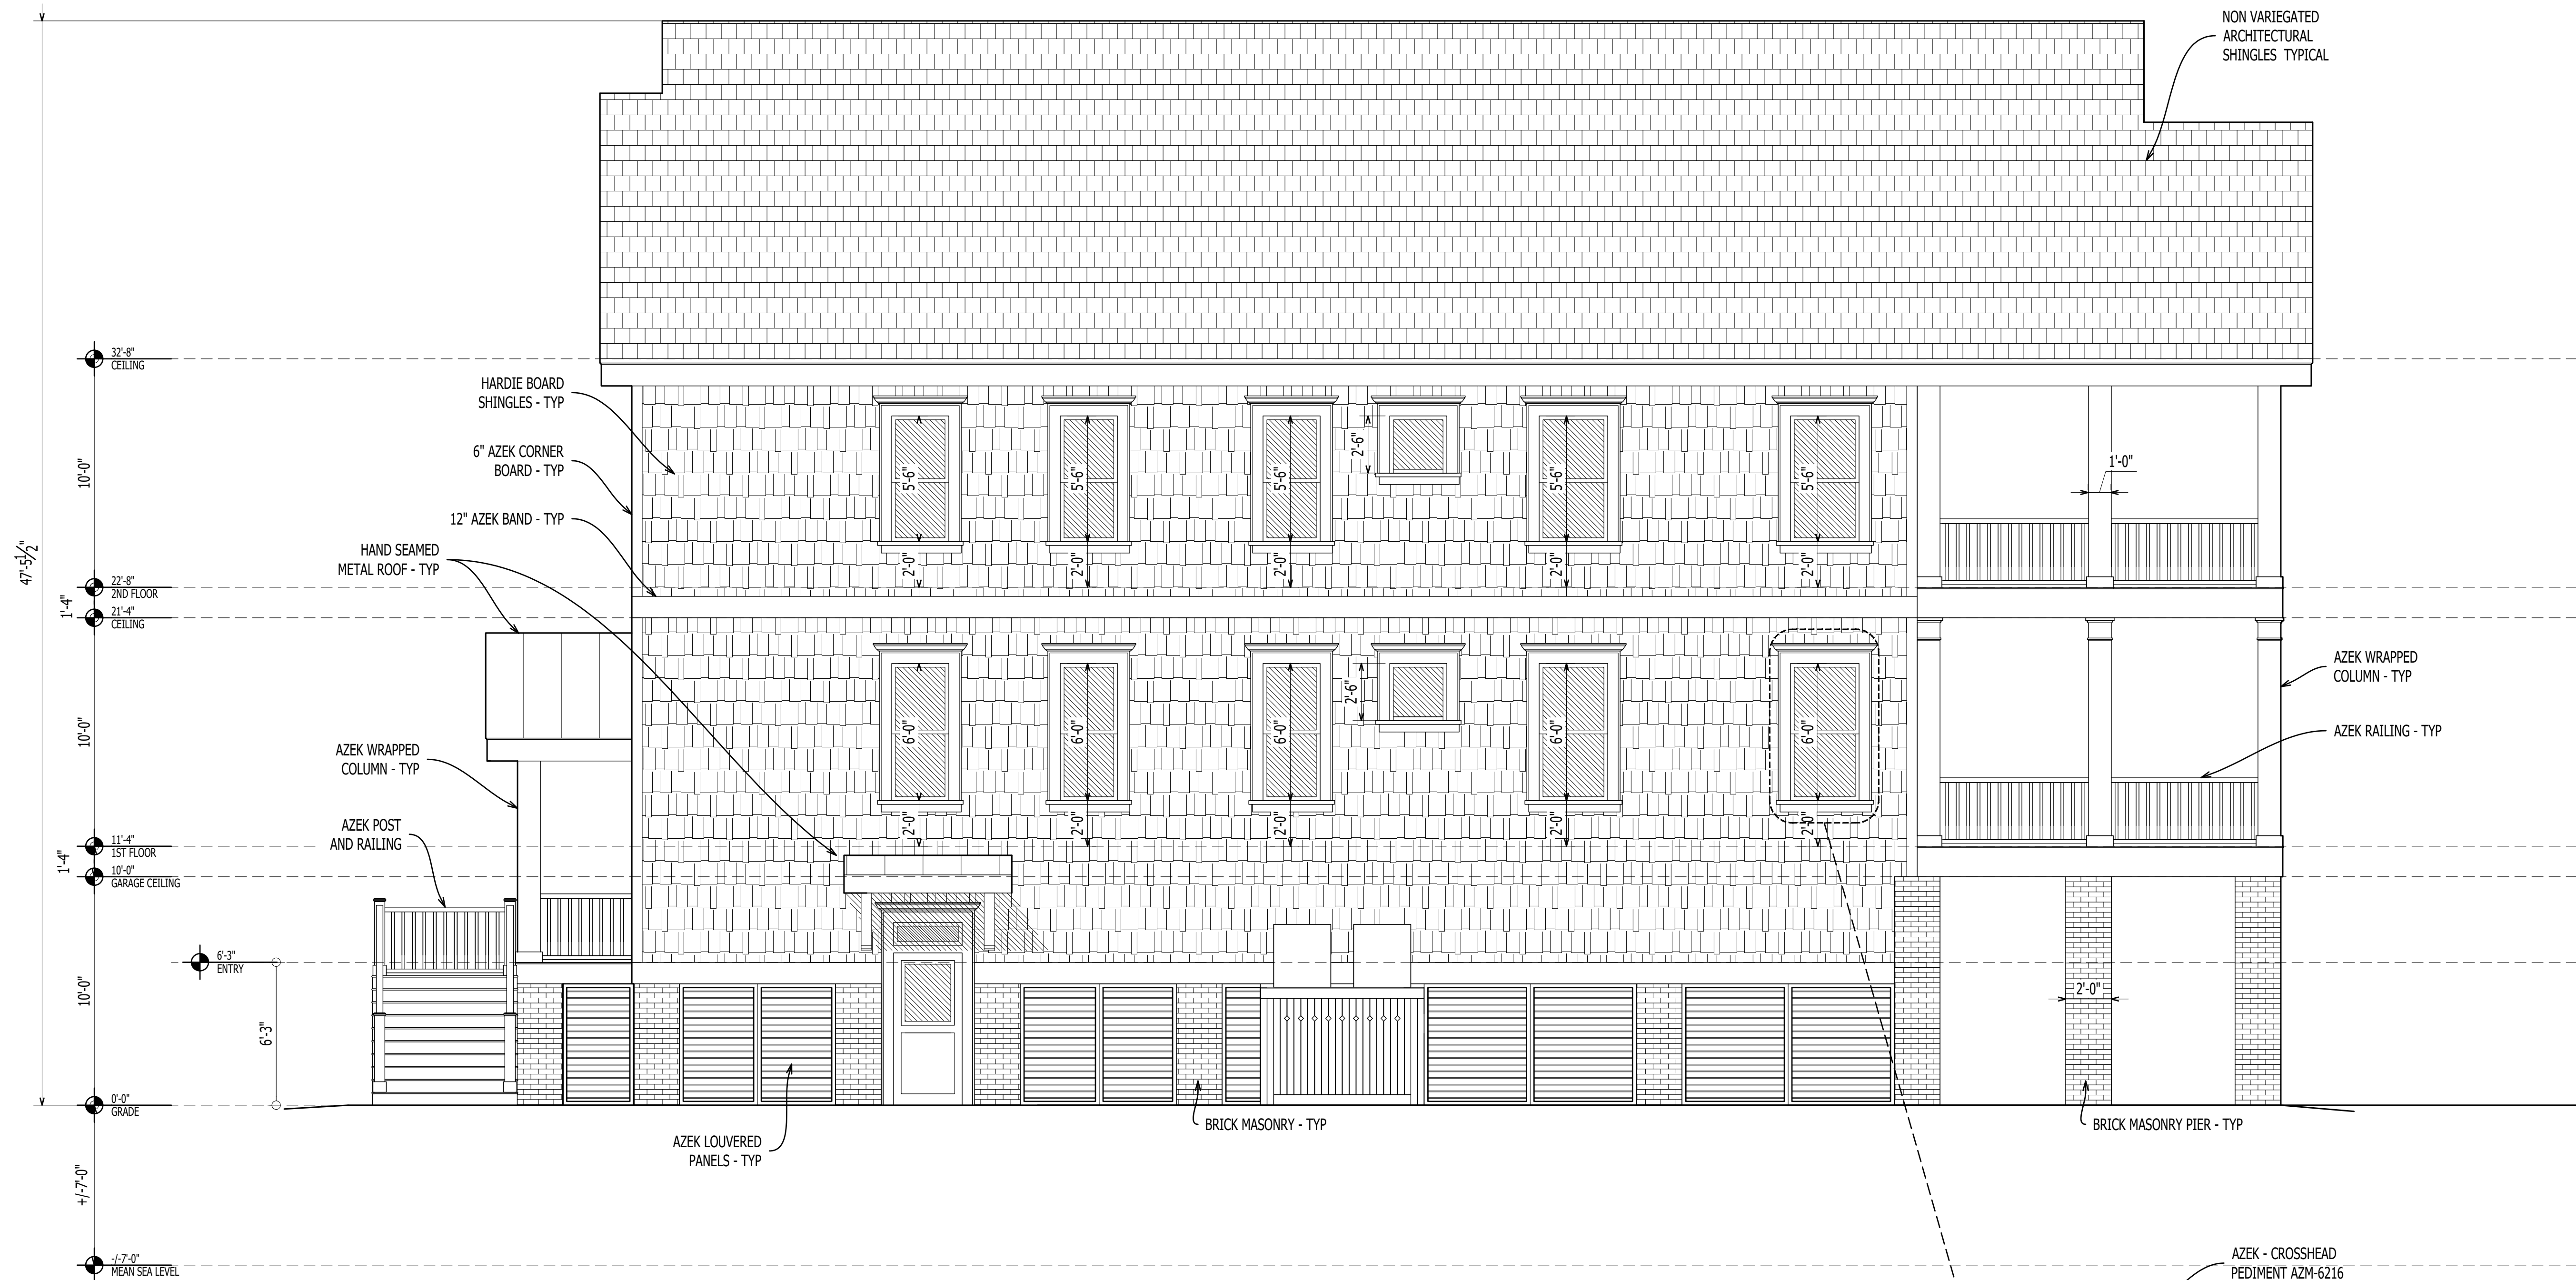 NON VARIEGATED
ARCHITECTURAL
SHINGLES TYPICAL
32'-8"
CEILING
HARDIE BOARD
SHINGLES - TYP
6" AZEK CORNER
BOARD - TYP
12" AZEK BAND - TYP
HAND SEAMED
METAL ROOF - TYP
10'-0"
47'-5 1/2"
22'-8"
2ND FLOOR
1'-4"
21'-4"
CEILING
5'-6"
5'-6"
5'-6"
2'-6"
5'-6"
5'-6"
1'-0"
2'-0"
2'-0"
2'-0"
2'-0"
2'-0"
10'-0"
AZEK WRAPPED
COLUMN - TYP
AZEK POST
AND RAILING
6'-0"
6'-0"
6'-0"
2'-6"
6'-0"
6'-0"
2'-0"
2'-0"
2'-0"
2'-0"
2'-0"
AZEK WRAPPED
COLUMN - TYP
AZEK RAILING - TYP
11'-4"
1ST FLOOR
1'-4"
10'-0"
GARAGE CEILING
6'-3"
ENTRY
10'-0"
6'-3"
2'-0"
0'-0"
GRADE
AZEK LOUVERED
PANELS - TYP
BRICK MASONRY - TYP
BRICK MASONRY PIER - TYP
+/-7'-0"
-/-7'-0"
MEAN SEA LEVEL
AZEK - CROSSHEAD
PEDIMENT AZM-6216